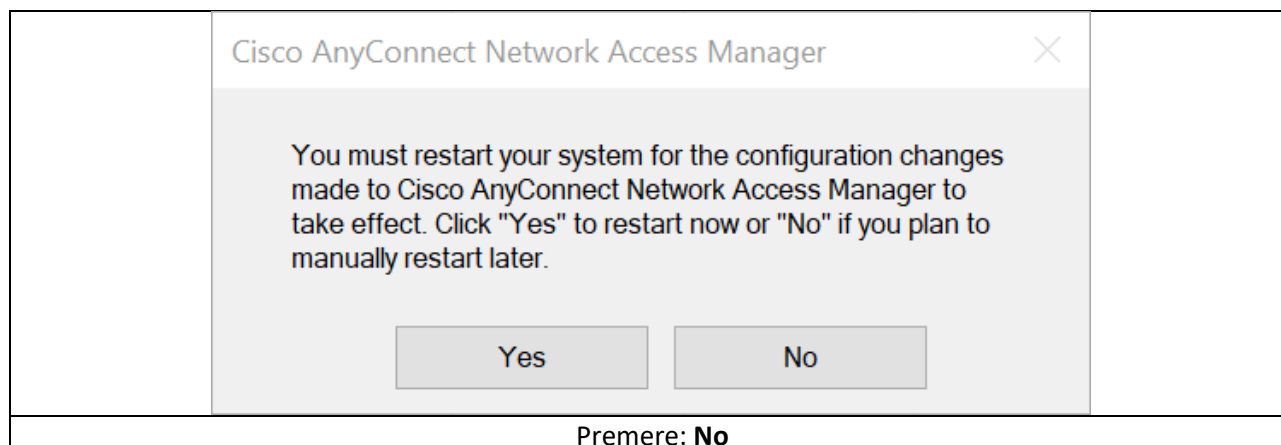 Cisco AnyConnect Network Access Manager
You must restart your system for the configuration changes
made to Cisco AnyConnect Network Access Manager to
take effect. Click "Yes" to restart now or "No" if you plan to
manually restart later.
Yes No
Premere: No